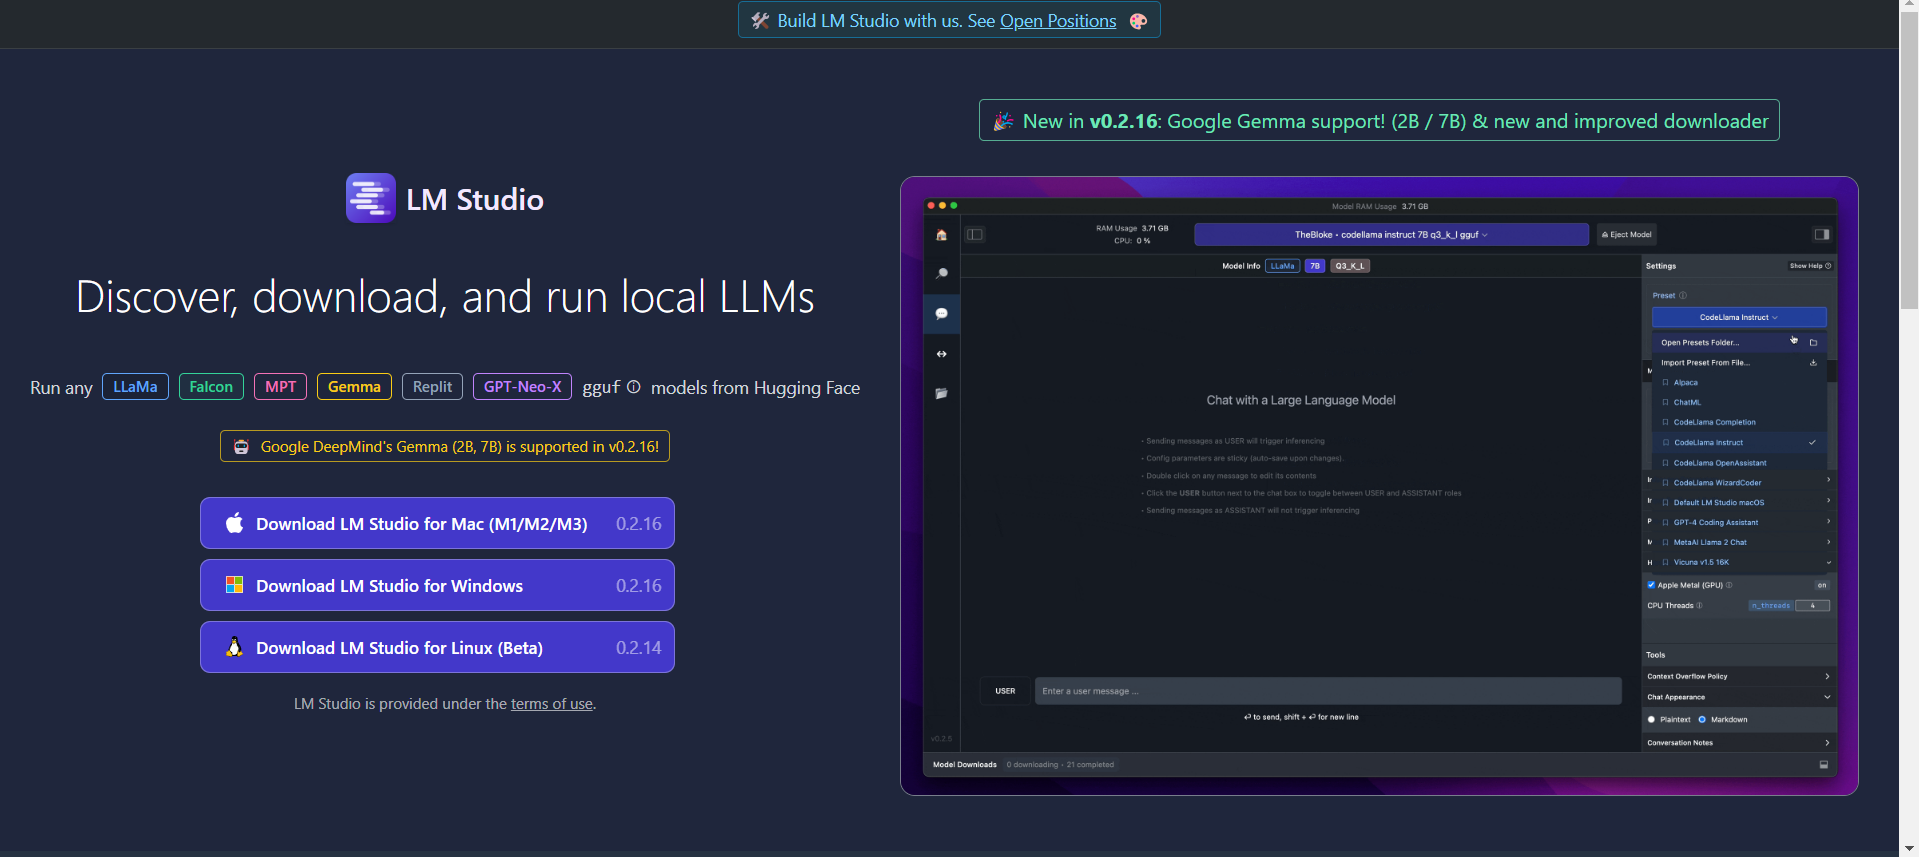 Build LM Studio with us. See Open Positions
New in v0.2.16: Google Gemma support! (2B / 7B) & new and improved downloader
LM Studio
Discover, download, and run local LLMs
Run any LLaMa Falcon MPT Gemma Replit GPT-Neo-X gguf models from Hugging Face
Google DeepMind's Gemma (2B, 7B) is supported in v0.2.16!
Download LM Studio for Mac (M1/M2/M3) 0.2.16
Download LM Studio for Windows 0.2.16
Download LM Studio for Linux (Beta) 0.2.14
LM Studio is provided under the terms of use.
Model RAM Usage 3.71 GB
RAM Usage 3.71 GB
CPU: 0 %
TheBloke • codellama instruct 7B q3_k_l gguf
Eject Model
Model Info LLaMa 7B Q3_K_L
Settings Show Help
Preset
CodeLlama Instruct
Open Presets Folder...
Import Preset From File...
Alpaca
ChatML
CodeLlama Completion
CodeLlama Instruct
CodeLlama OpenAssistant
CodeLlama WizardCoder
Default LM Studio macOS
GPT-4 Coding Assistant
MetaAI Llama 2 Chat
Vicuna v1.5 16K
Apple Metal (GPU) on
CPU Threads n_threads 4
Tools
Context Overflow Policy
Chat Appearance
Plaintext Markdown
Conversation Notes
Chat with a Large Language Model
• Sending messages as USER will trigger inferencing
• Config parameters are sticky (auto-save upon changes).
• Double click on any message to edit its contents
• Click the USER button next to the chat box to toggle between USER and ASSISTANT roles
• Sending messages as ASSISTANT will not trigger inferencing
USER Enter a user message ...
⏎ to send, shift + ⏎ for new line
Model Downloads 0 downloading - 21 completed